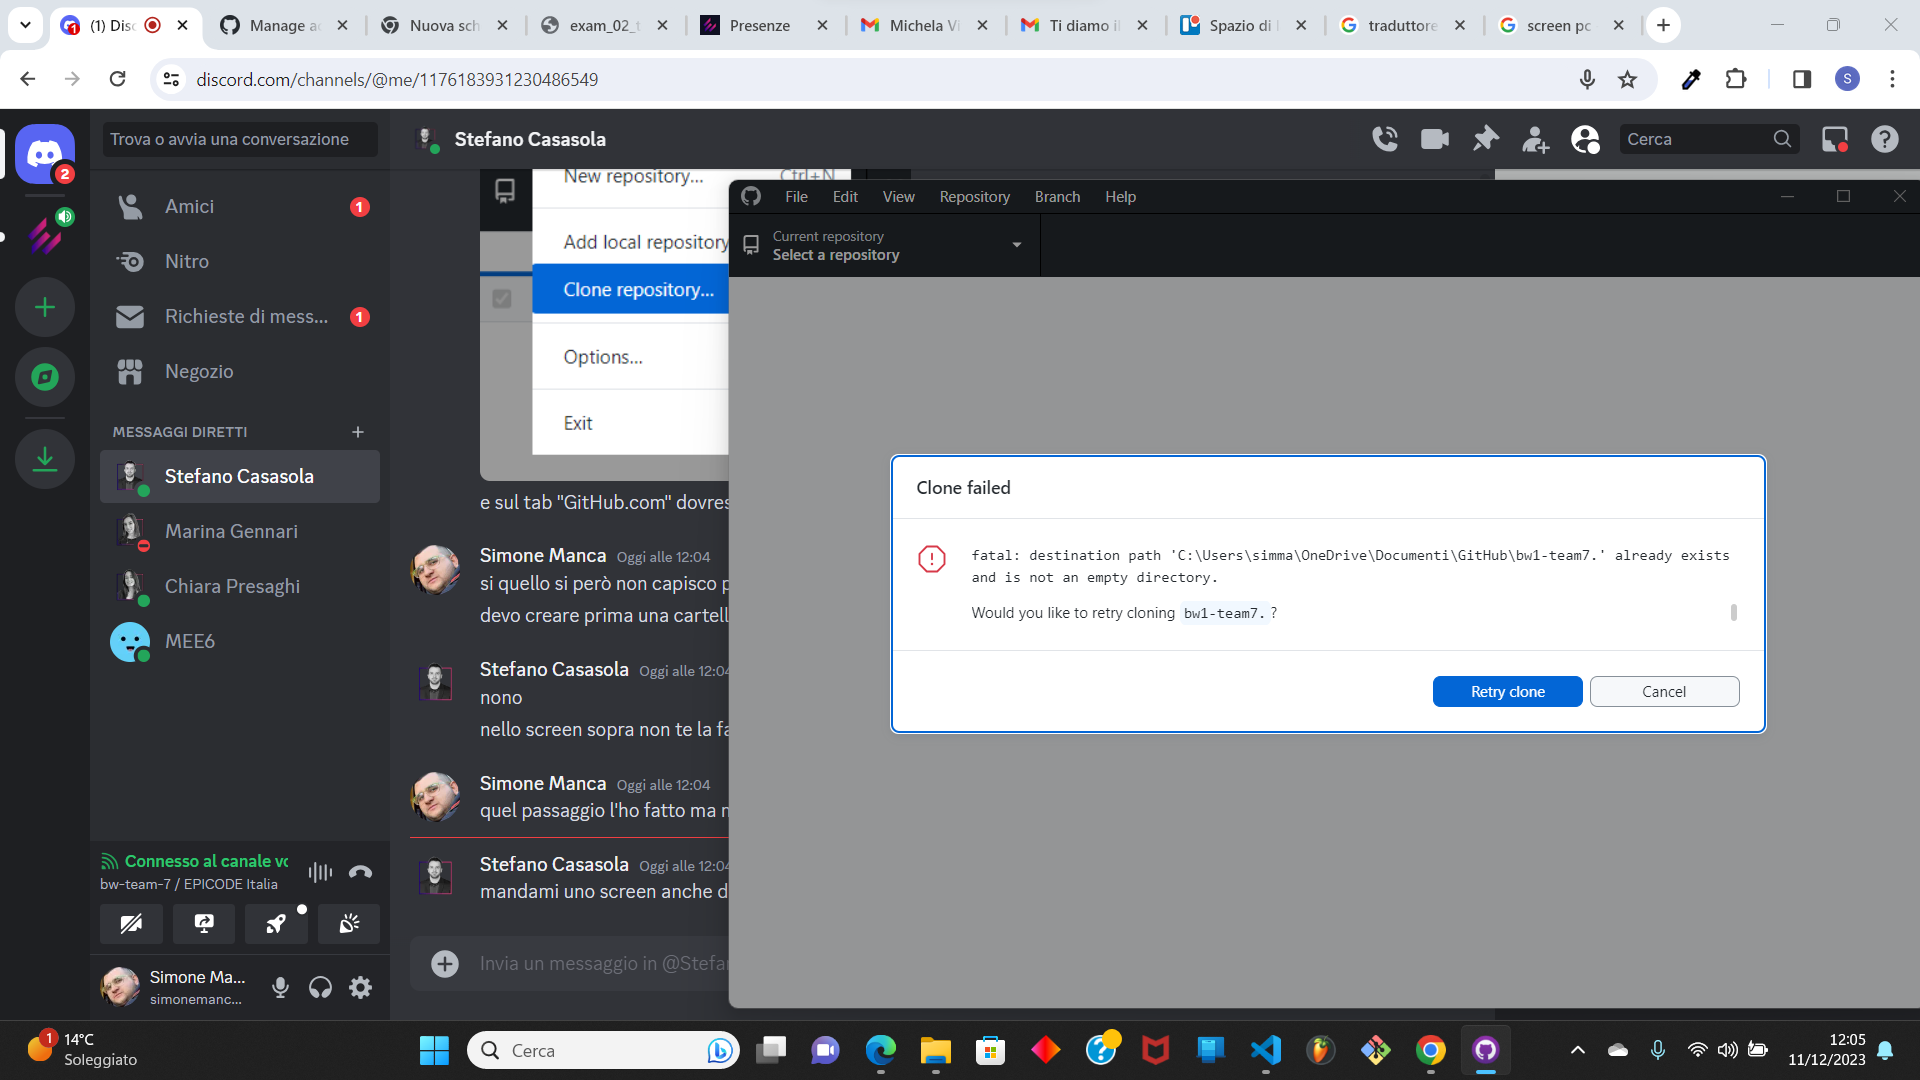 (1) Disc
Manage a
Nuova sch
exam_02_t
Presenze
Michela Vi
Ti diamo il
Spazio di l
traduttore
screen pc
discord.com/channels/@me/1176183931230486549
S
2
Trova o avvia una conversazione
Amici
1
Nitro
Richieste di mess...
1
Negozio
MESSAGGI DIRETTI
Stefano Casasola
Marina Gennari
Chiara Presaghi
MEE6
Connesso al canale vo
bw-team-7 / EPICODE Italia
Simone Ma...
simonemanc...
Stefano Casasola
Cerca
New repository...
Ctrl+N
Add local repository
Clone repository...
Options...
Exit
e sul tab "GitHub.com" dovres
Simone Manca Oggi alle 12:04
si quello si però non capisco p
devo creare prima una cartell
Stefano Casasola Oggi alle 12:04
nono
nello screen sopra non te la fa
Simone Manca Oggi alle 12:04
quel passaggio l'ho fatto ma
Stefano Casasola Oggi alle 12:04
mandami uno screen anche d
Invia un messaggio in @Stefan
File Edit View Repository Branch Help
Current repository
Select a repository
Clone failed
fatal: destination path 'C:\Users\simma\OneDrive\Documenti\GitHub\bw1-team7.' already exists
and is not an empty directory.
Would you like to retry cloning bw1-team7. ?
Retry clone
Cancel
1
14°C
Soleggiato
Cerca
12:05
11/12/2023